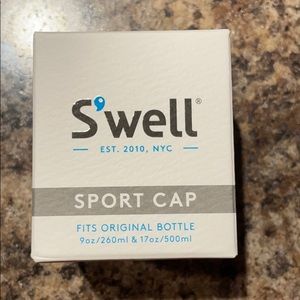 S'well®
EST. 2010, NYC
SPORT CAP
FITS ORIGINAL BOTTLE
9oz/260ml & 17oz/500ml